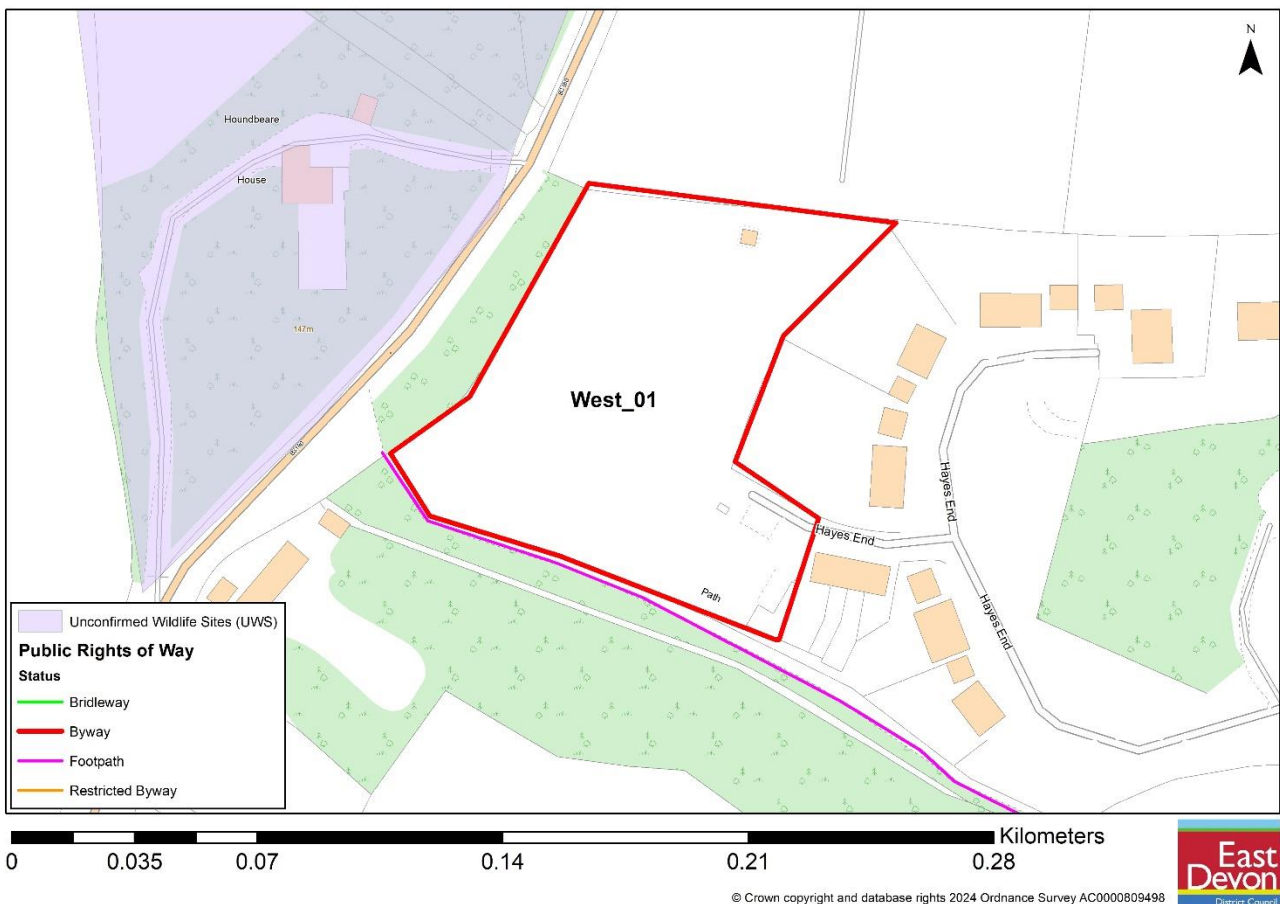 N
Houndbeare
House
147m
West_01
Hayes End
Hayes End
Hayes End
Path
Unconfirmed Wildlife Sites (UWS)
Public Rights of Way
Status
Bridleway
Byway
Footpath
Restricted Byway
Kilometers
0 0.035 0.07 0.14 0.21 0.28
© Crown copyright and database rights 2024 Ordnance Survey AC0000809498
East
Devon
District Council